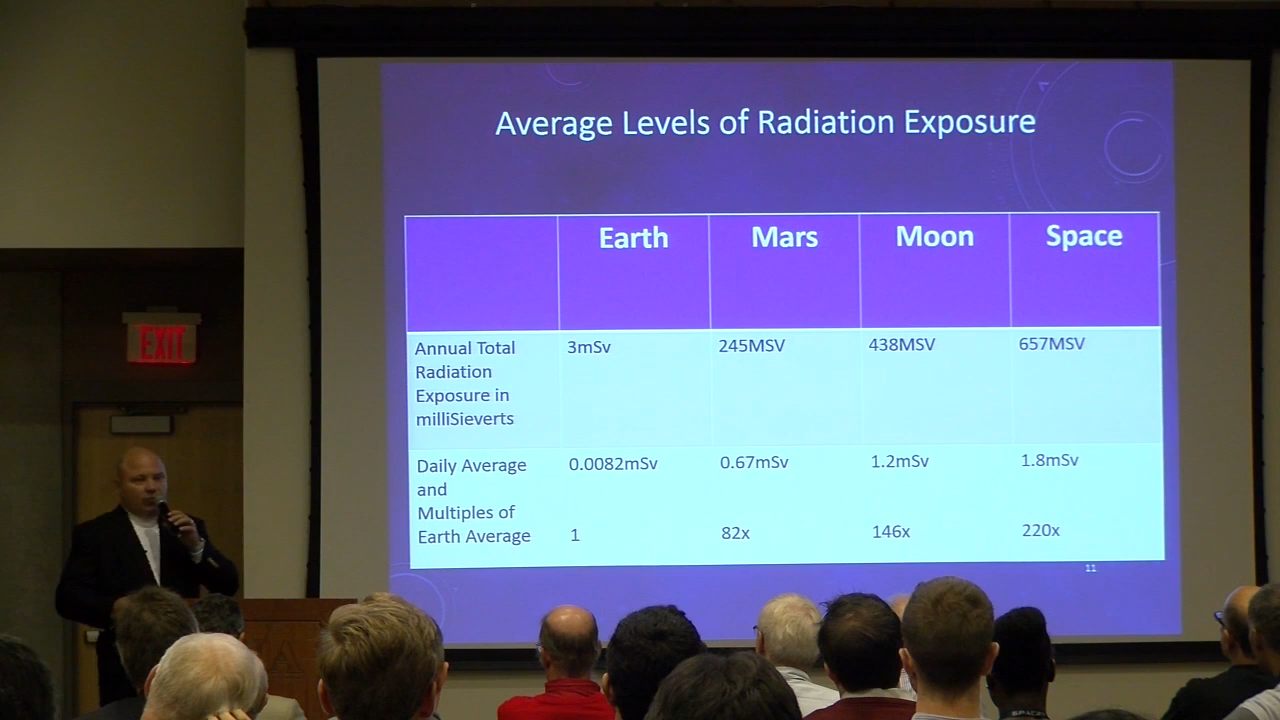 Average Levels of Radiation Exposure
Earth Mars Moon Space
Annual Total
Radiation
Exposure in
milliSieverts
3mSv 245MSV 438MSV 657MSV
Daily Average
and
Multiples of
Earth Average
0.0082mSv 0.67mSv 1.2mSv 1.8mSv
1 82x 146x 220x
11
EXIT
SPACE